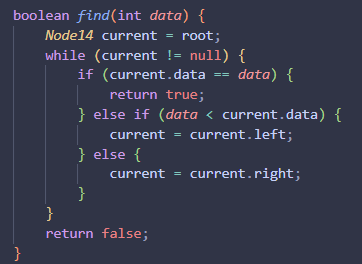 boolean find(int data) {
    Node14 current = root;
    while (current != null) {
        if (current.data == data) {
            return true;
        } else if (data < current.data) {
            current = current.left;
        } else {
            current = current.right;
        }
    }
    return false;
}